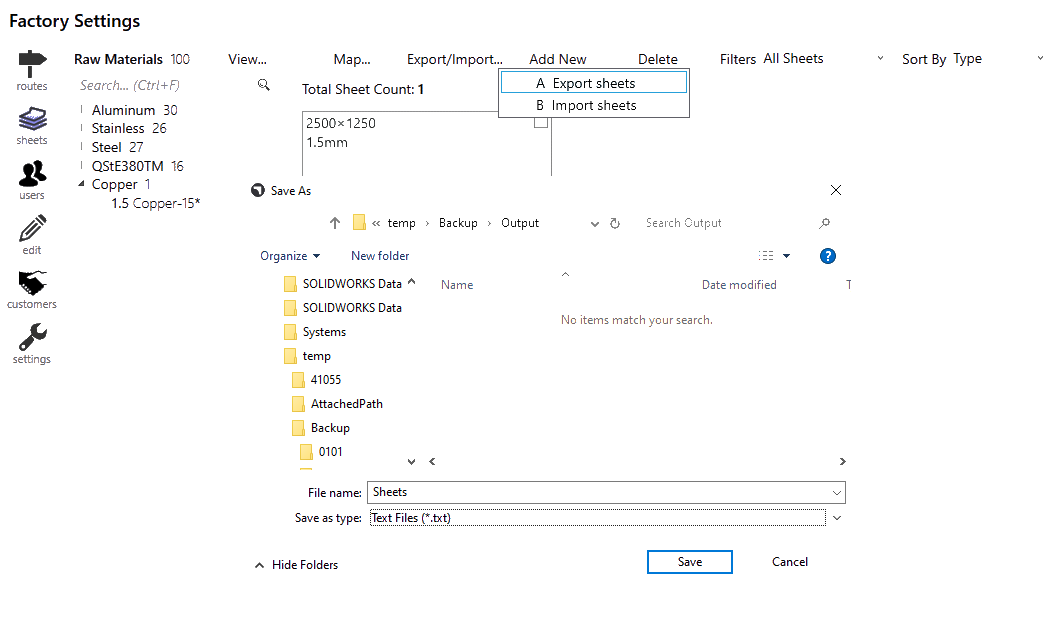 Factory Settings
routes
sheets
users
edit
customers
settings
Raw Materials 100
View...
Map...
Export/Import...
Add New
Delete
Filters All Sheets
Sort By Type
Search... (Ctrl+F)
Aluminum 30
Stainless 26
Steel 27
QStE380TM 16
Copper 1
1.5 Copper-15*
Total Sheet Count: 1
A Export sheets
B Import sheets
2500×1250
1.5mm
Save As
« temp › Backup › Output
Search Output
Organize
New folder
?
SOLIDWORKS Data
SOLIDWORKS Data
Systems
temp
41055
AttachedPath
Backup
0101
Name
Date modified
T
No items match your search.
File name: Sheets
Save as type: Text Files (*.txt)
Hide Folders
Save
Cancel